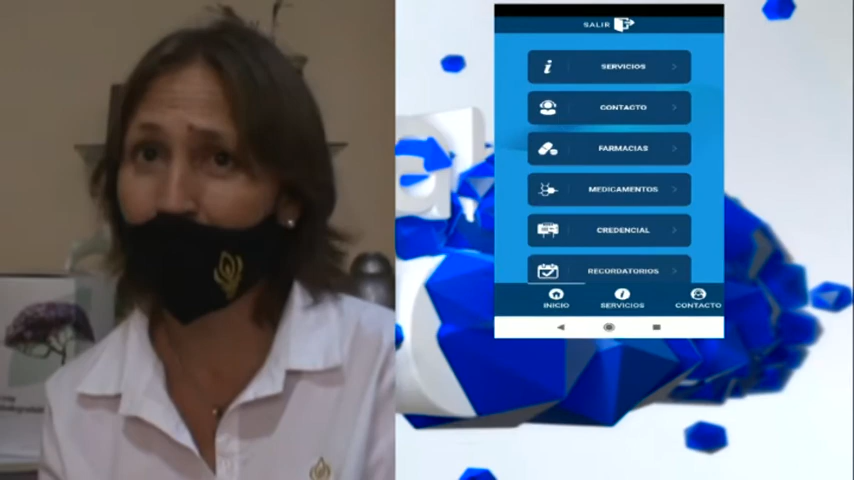 SALIR
SERVICIOS
CONTACTO
FARMACIAS
MEDICAMENTOS
CREDENCIAL
RECORDATORIOS
INICIO
SERVICIOS
CONTACTO